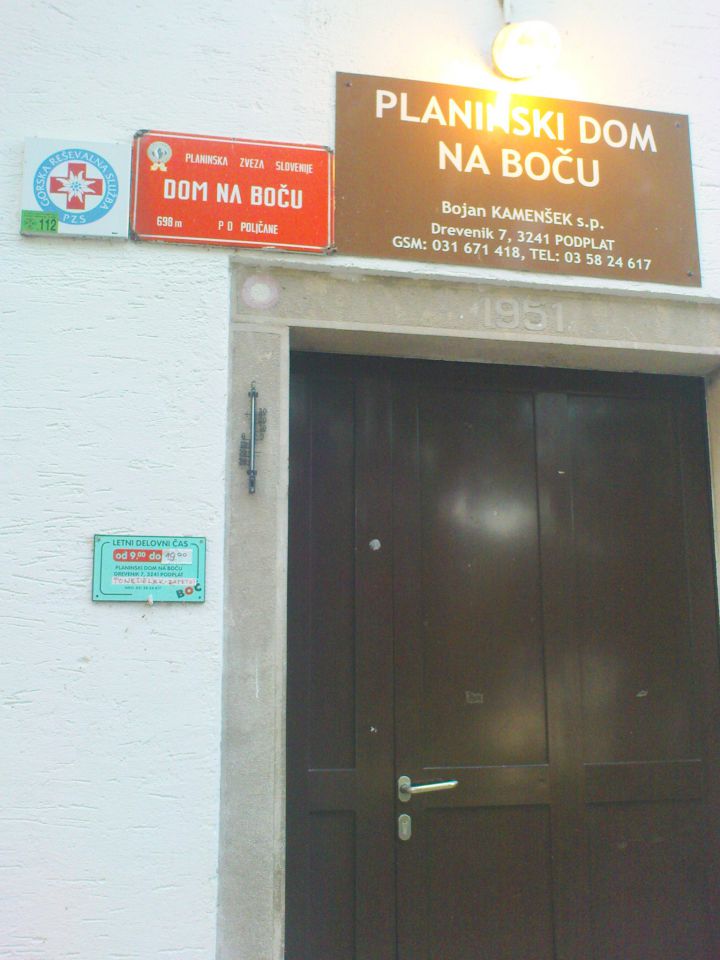 GORSKA REŠEVALNA SLUŽBA
PZS
112
PLANINSKA ZVEZA SLOVENIJE
DOM NA BOČU
698 m P D POLJČANE
PLANINSKI DOM
NA BOČU
Bojan KAMENŠEK s.p.
Drevenik 7, 3241 PODPLAT
GSM: 031 671 418, TEL: 03 58 24 617
1951
LETNI DELOVNI ČAS
od 9.00 do 19.00
PLANINSKI DOM NA BOČU
DREVENIK 7, 3241 PODPLAT
PONEDELJEK-ZAPRTO
BOČ